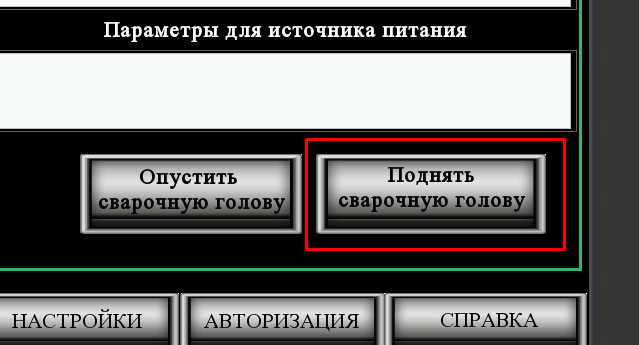 Параметры для источника питания
Опустить
сварочную голову
Поднять
сварочную голову
НАСТРОЙКИ
АВТОРИЗАЦИЯ
СПРАВКА